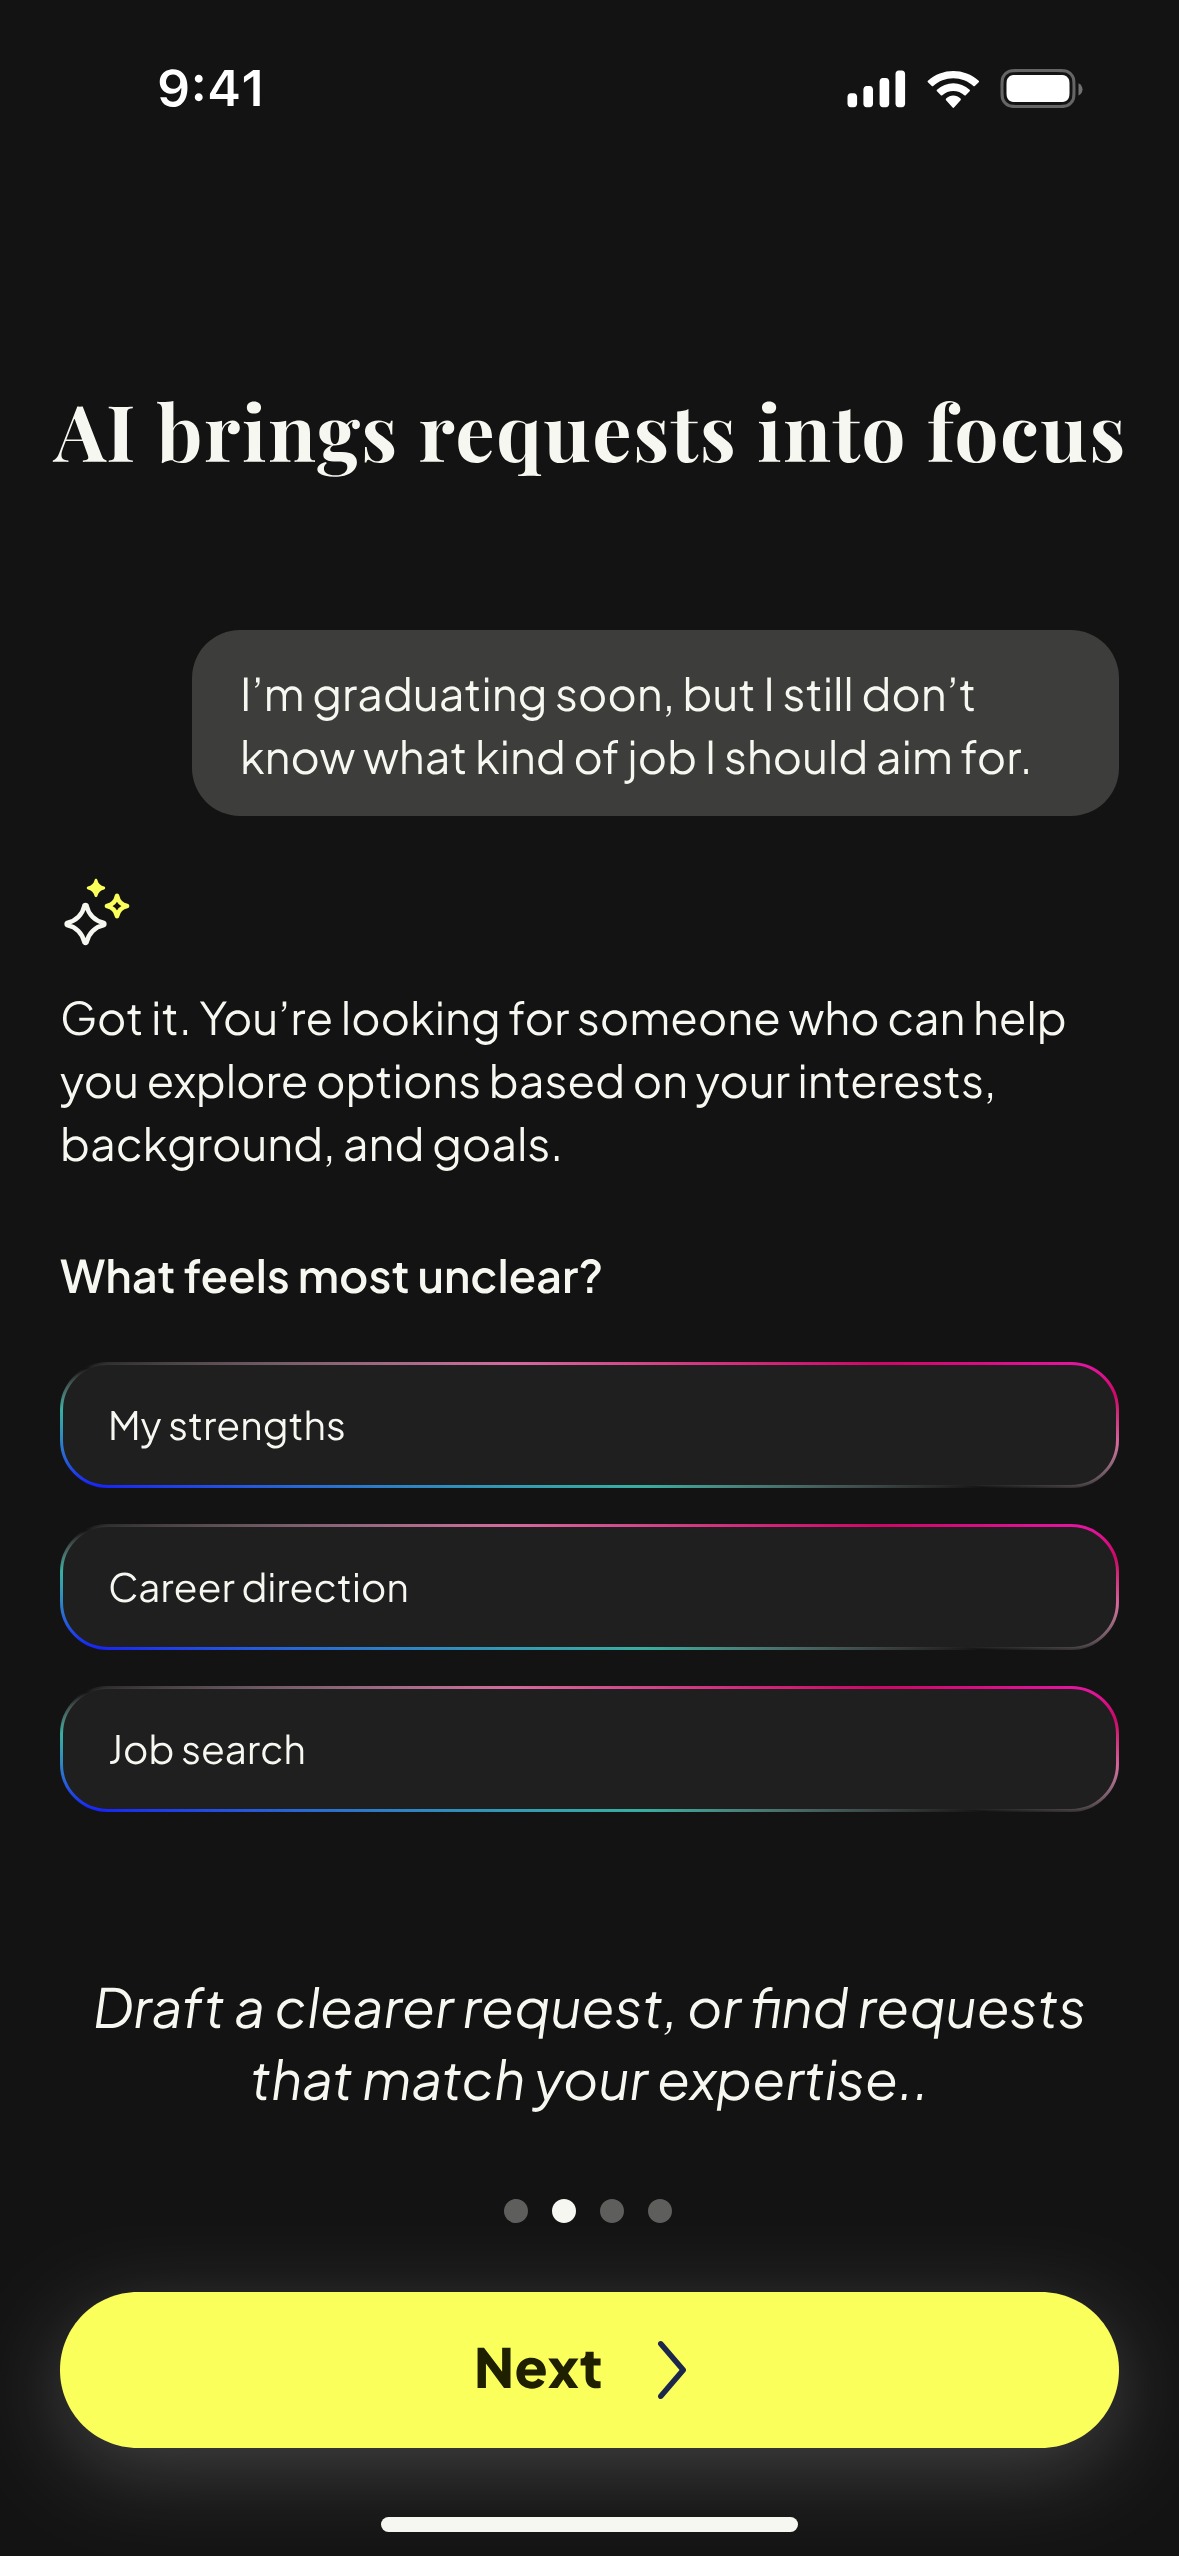 9:41
AI brings requests into focus
I’m graduating soon, but I still don’t
know what kind of job I should aim for.
Got it. You’re looking for someone who can help
you explore options based on your interests,
background, and goals.
What feels most unclear?
My strengths
Career direction
Job search
Draft a clearer request, or find requests
that match your expertise..
Next